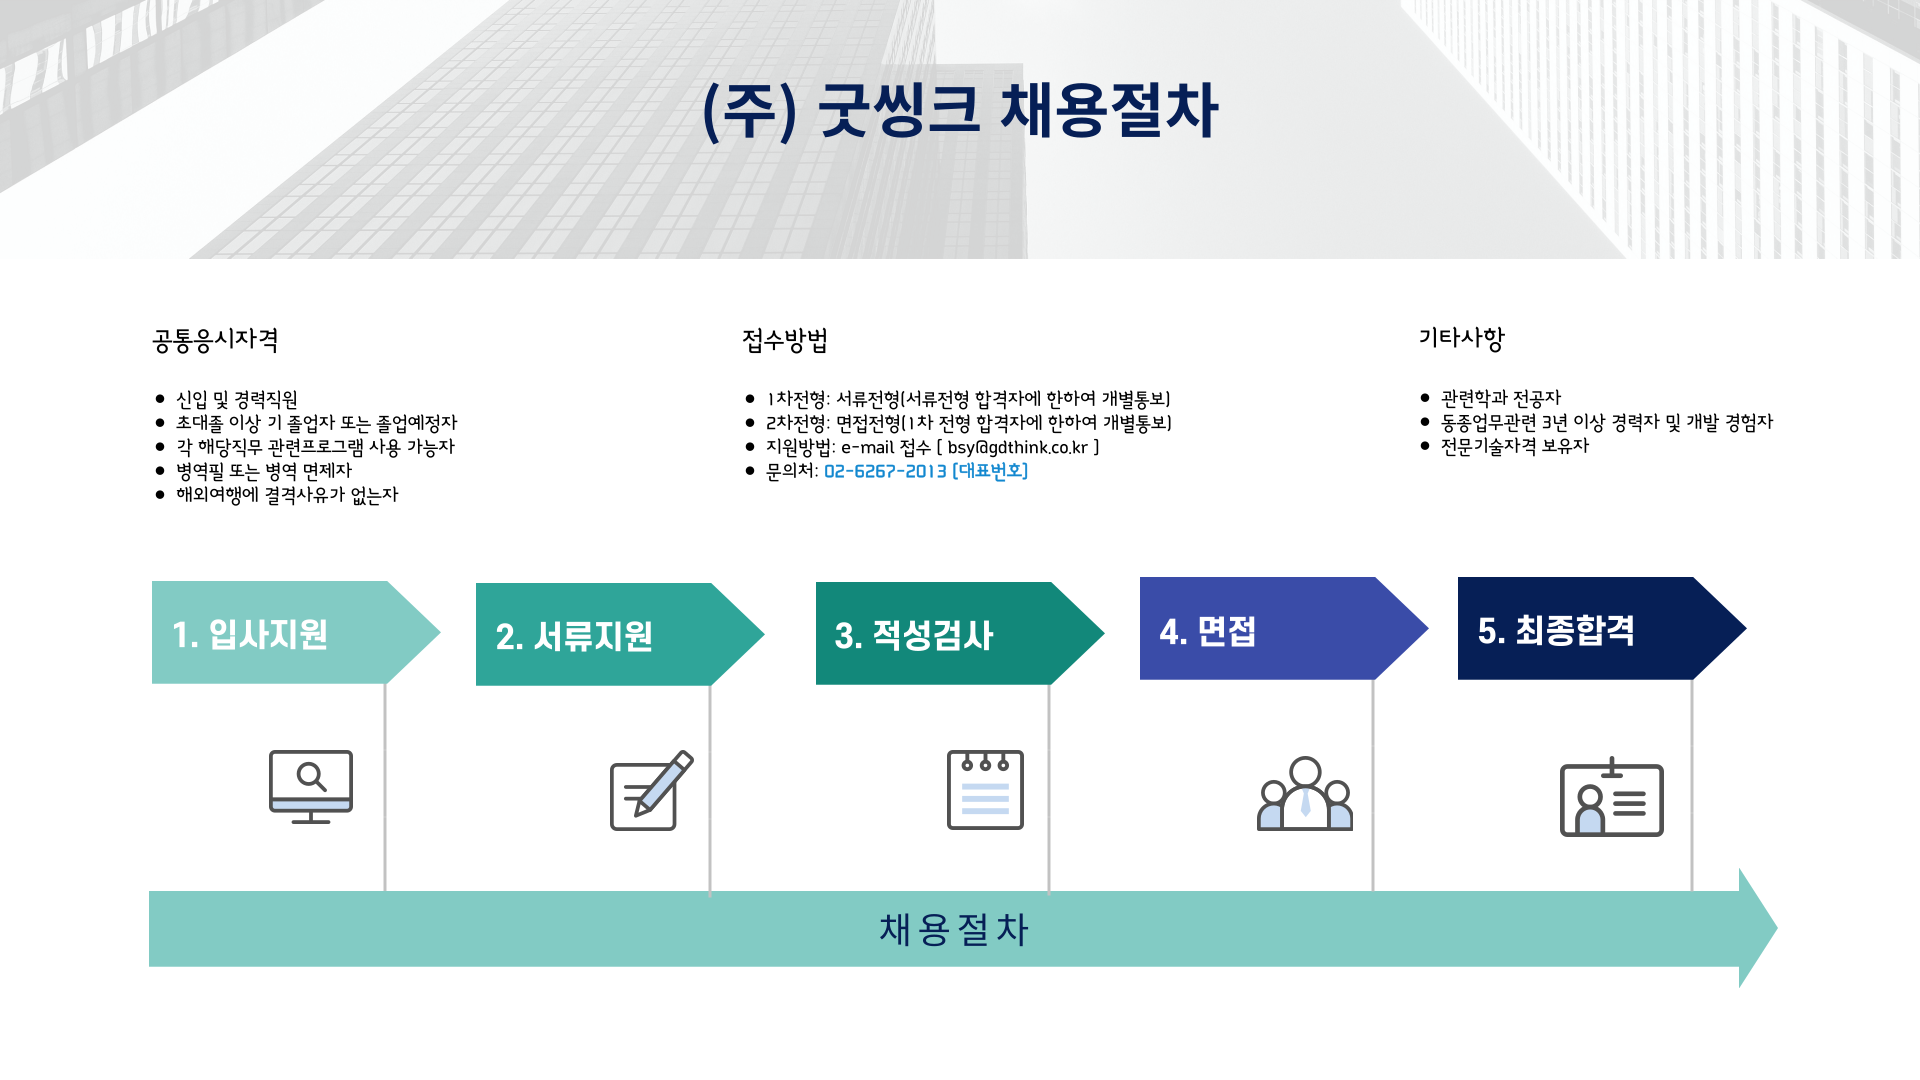 (주) 굿씽크 채용절차
공통응시자격
● 신입 및 경력직원
● 초대졸 이상 기 졸업자 또는 졸업예정자
● 각 해당직무 관련프로그램 사용 가능자
● 병역필 또는 병역 면제자
● 해외여행에 결격사유가 없는자
접수방법
● 1차전형: 서류전형(서류전형 합격자에 한하여 개별통보)
● 2차전형: 면접전형(1차 전형 합격자에 한하여 개별통보)
● 지원방법: e-mail 접수 [ bsy@gdthink.co.kr ]
● 문의처: 02-6267-2013 [대표번호]
기타사항
● 관련학과 전공자
● 동종업무관련 3년 이상 경력자 및 개발 경험자
● 전문기술자격 보유자
1. 입사지원
2. 서류지원
3. 적성검사
4. 면접
5. 최종합격
채용절차